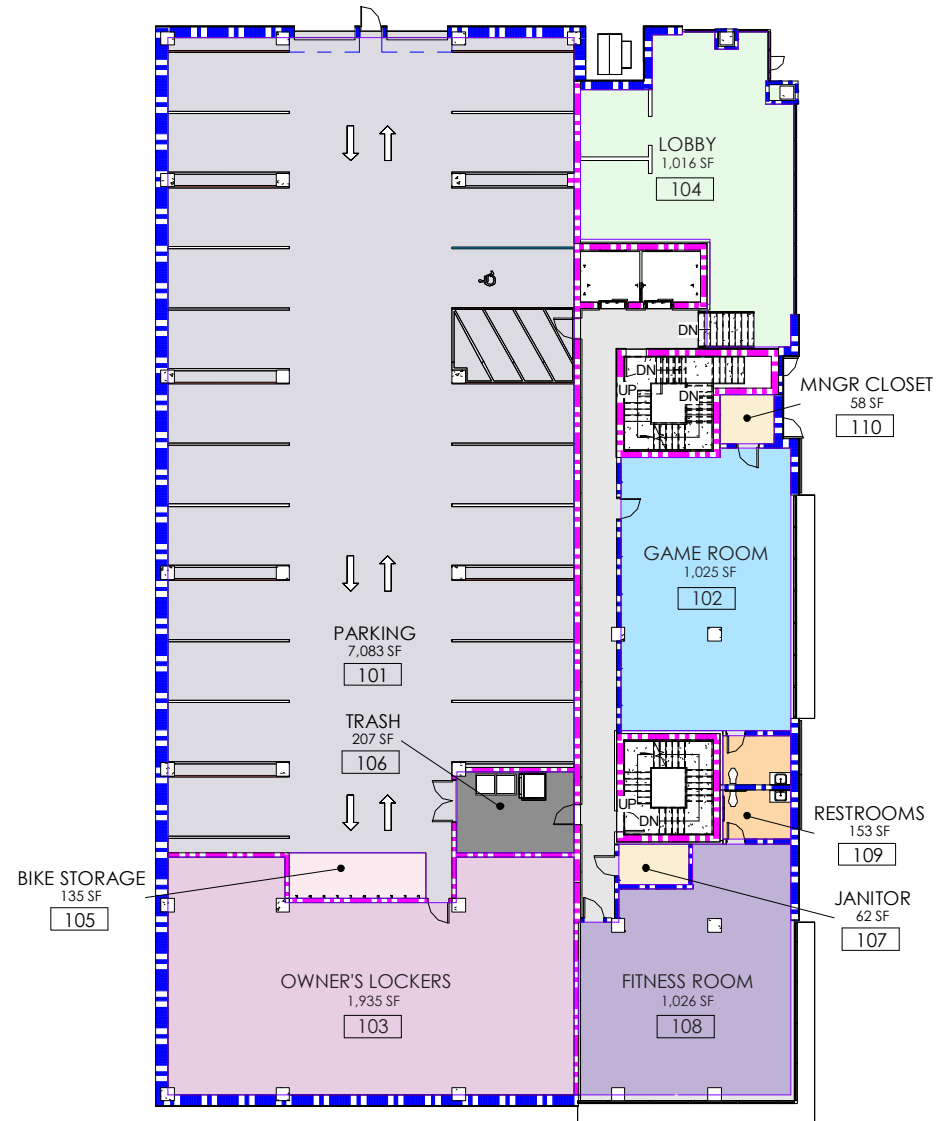 LOBBY
1,016 SF
104
DN
DN
UP
DN
MNGR CLOSET
58 SF
110
GAME ROOM
1,025 SF
102
PARKING
7,083 SF
101
TRASH
207 SF
106
UP
DN
RESTROOMS
153 SF
109
BIKE STORAGE
135 SF
105
JANITOR
62 SF
107
OWNER'S LOCKERS
1,935 SF
103
FITNESS ROOM
1,026 SF
108